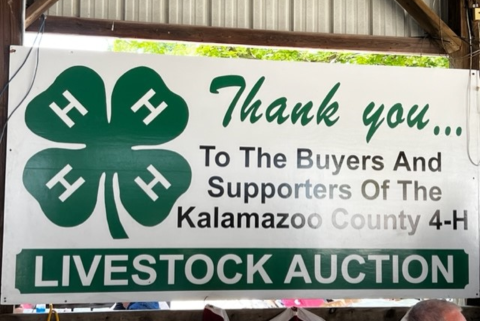 H H
H H
Thank you...
To The Buyers And
Supporters Of The
Kalamazoo County 4-H
LIVESTOCK AUCTION